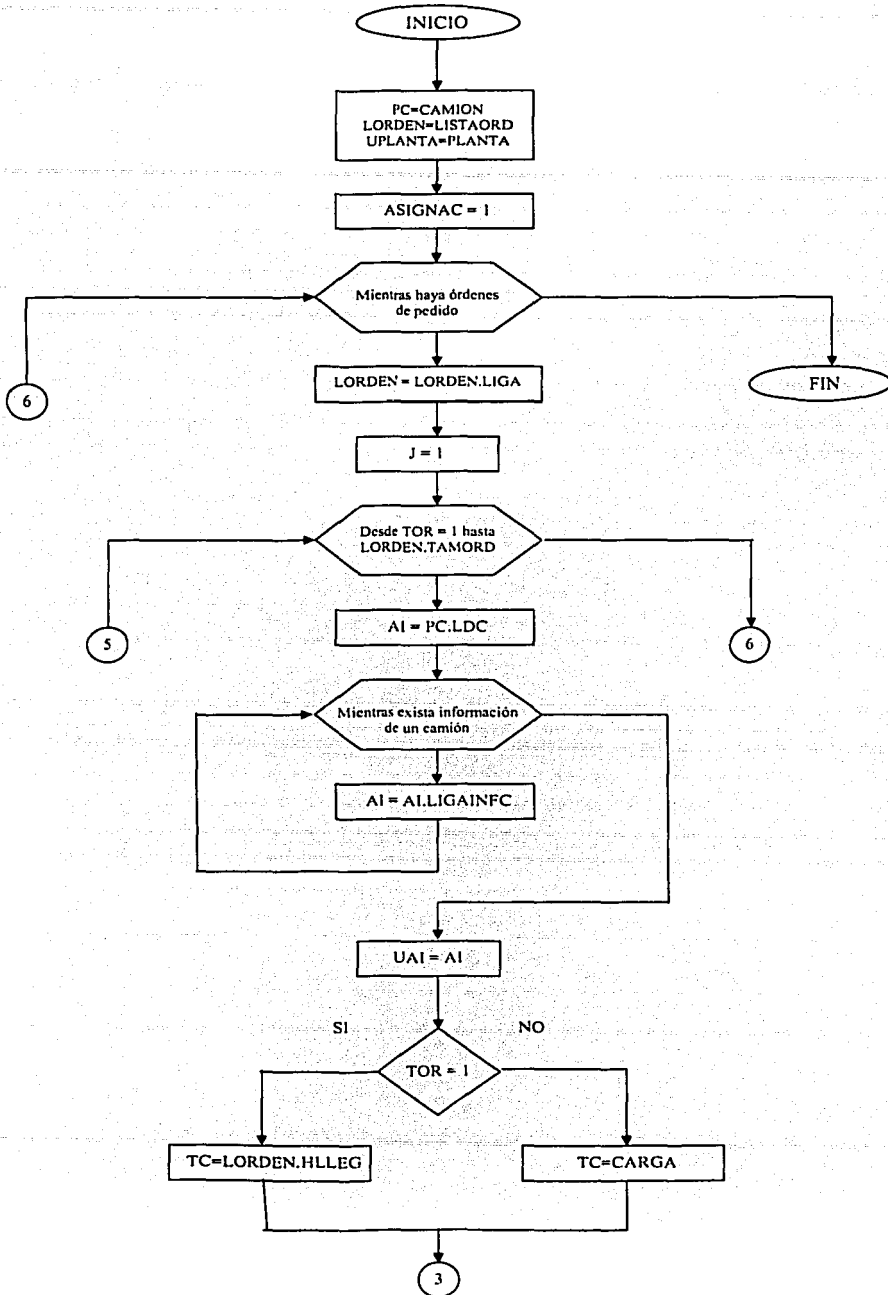 INICIO
PC=CAMION
LORDEN=LISTAORD
UPLANTA=PLANTA
ASIGNAC = 1
Mientras haya órdenes
de pedido
6
LORDEN = LORDEN.LIGA
FIN
J = 1
Desde TOR = 1 hasta
LORDEN.TAMORD
5
AI = PC.LDC
6
Mientras exista información
de un camión
AI = AI.LIGAINFC
UAI = AI
SI
NO
TOR = 1
TC=LORDEN.HLLEG
TC=CARGA
3